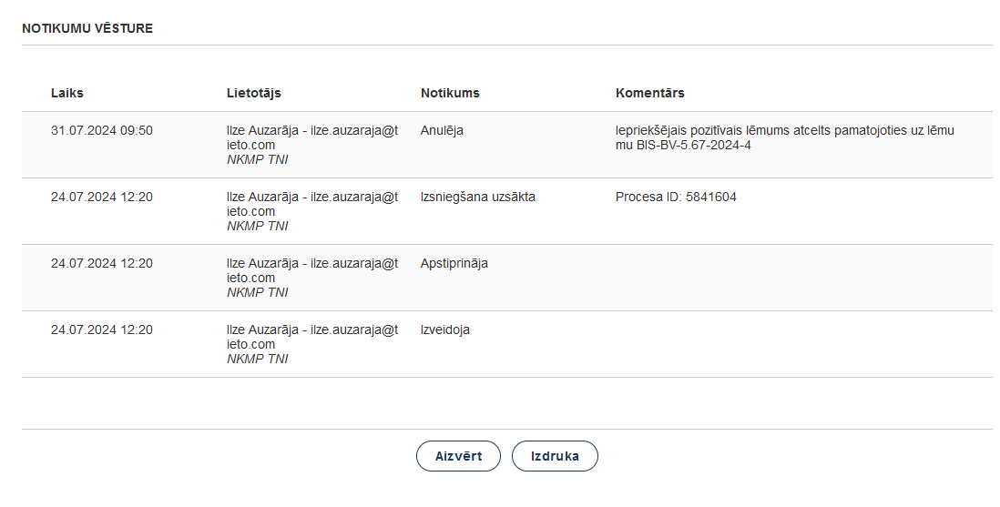 NOTIKUMU VĒSTURE
Laiks Lietotājs Notikums Komentārs
31.07.2024 09:50 Ilze Auzarāja - ilze.auzaraja@t Anulēja Iepriekšējais pozitīvais lēmums atcelts pamatojoties uz lēmu
ieto.com mu BIS-BV-5.67-2024-4
NKMP TNI
24.07.2024 12:20 Ilze Auzarāja - ilze.auzaraja@t Izsniegšana uzsākta Procesa ID: 5841604
ieto.com
NKMP TNI
24.07.2024 12:20 Ilze Auzarāja - ilze.auzaraja@t Apstiprināja
ieto.com
NKMP TNI
24.07.2024 12:20 Ilze Auzarāja - ilze.auzaraja@t Izveidoja
ieto.com
NKMP TNI
Aizvērt Izdruka